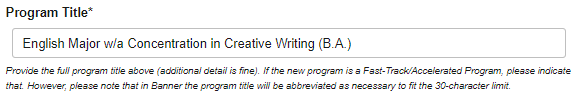 Program Title*
English Major w/a Concentration in Creative Writing (B.A.)
Provide the full program title above (additional detail is fine). If the new program is a Fast-Track/Accelerated Program, please indicate
that. However, please note that in Banner the program title will be abbreviated as necessary to fit the 30-character limit.